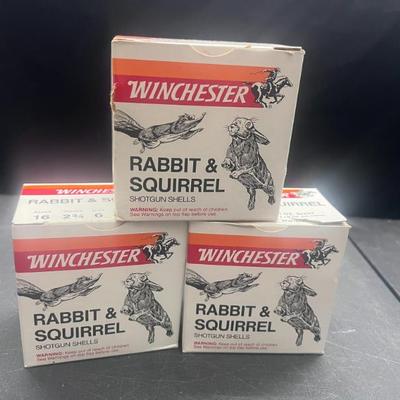 WINCHESTER
®
RABBIT &
SQUIRREL
SHOTGUN SHELLS
WARNING: Keep out of reach of children.
See Warnings on top flap before use.
WINCHESTER
RABBIT &
16 2¾ 6
WINCHESTER
RABBIT &
SQUIRREL
SHOTGUN SHELLS
WARNING: Keep out of reach of children.
See Warnings on top flap before use.
QUIRREL
WINCHESTER
RABBIT &
SQUIRREL
SHOTGUN SHELLS
WARNING: Keep out of reach of children.
See Warnings on top flap before use.